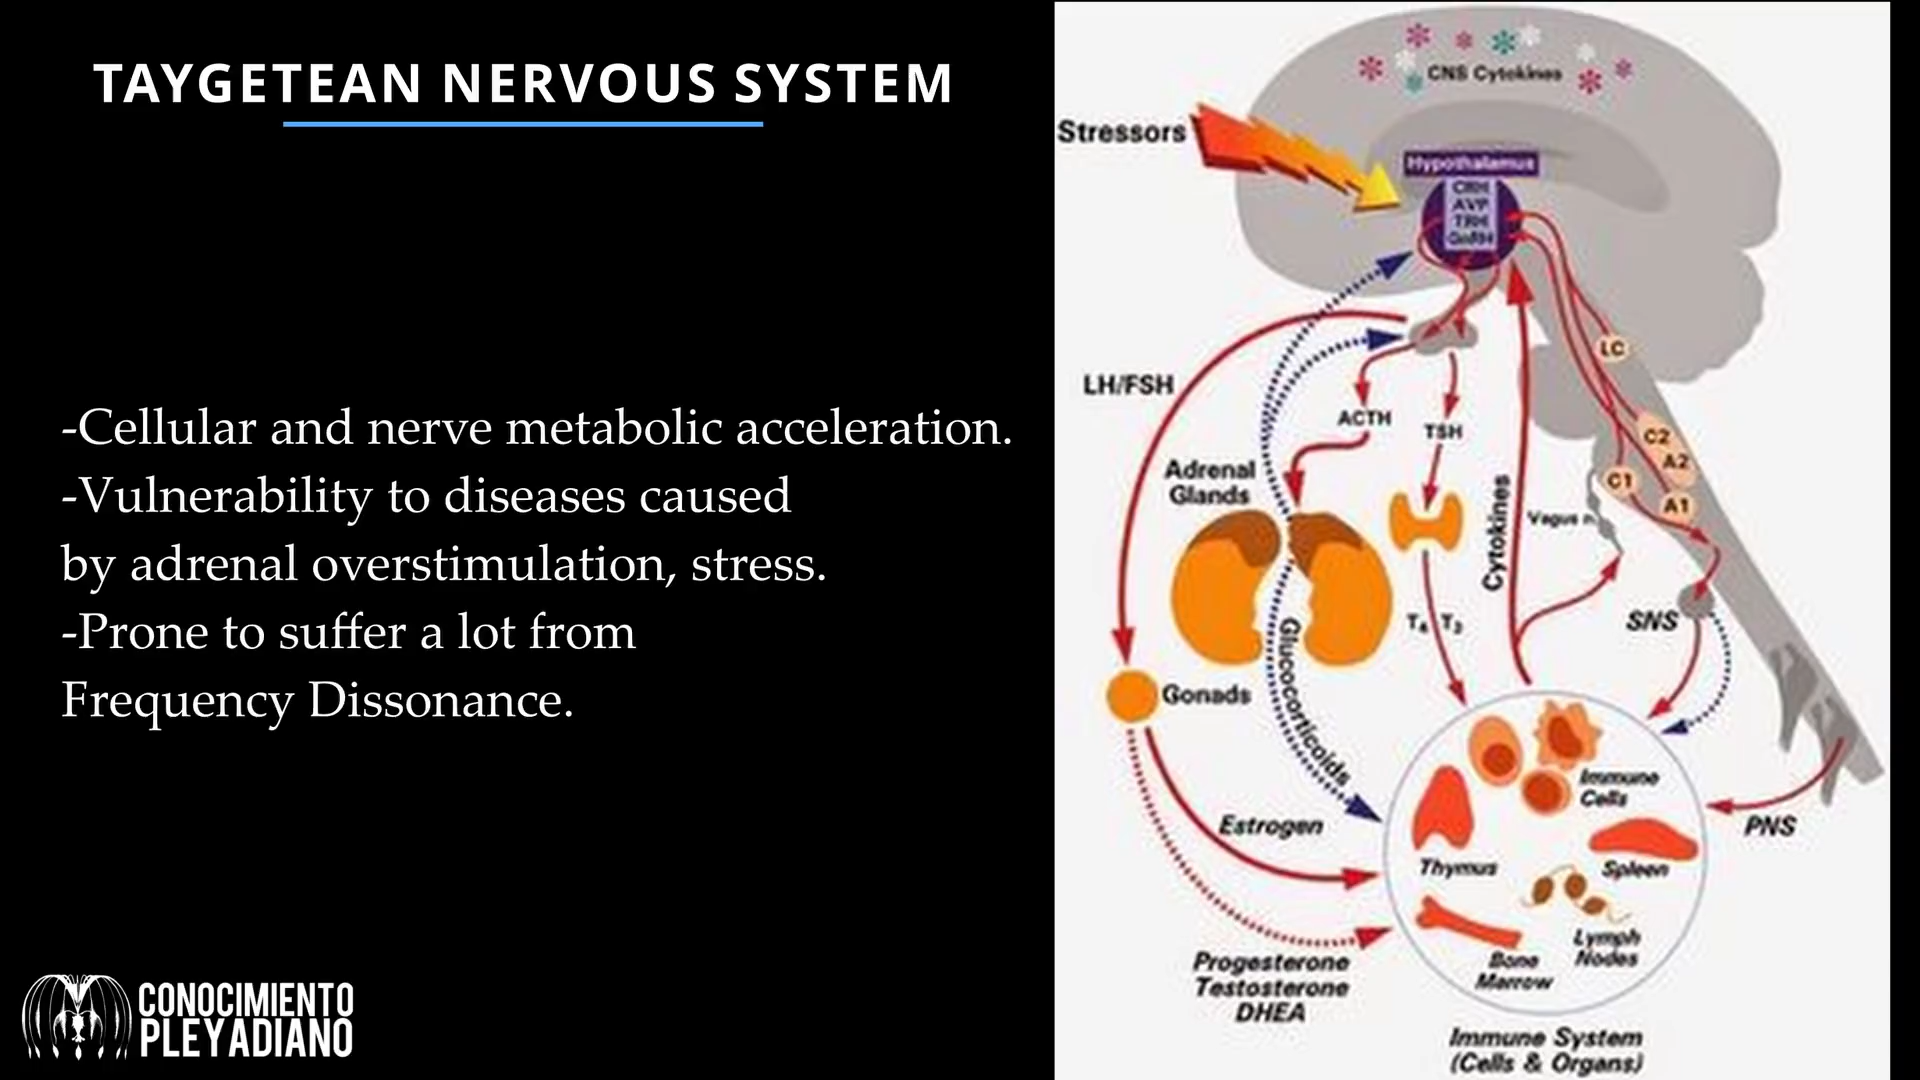 TAYGETEAN NERVOUS SYSTEM
-Cellular and nerve metabolic acceleration.
-Vulnerability to diseases caused
by adrenal overstimulation, stress.
-Prone to suffer a lot from
Frequency Dissonance.
CONOCIMIENTO
PLEYADIANO
CNS Cytokines
Stressors
Hypothalamus
CRH
AVP
TRH
GnRH
LC
LH/FSH
ACTH
TSH
C2
A2
C1
A1
Adrenal
Glands
Cytokines
Vagus n.
T4 T3
SNS
Glucocorticoids
Gonads
Immune
Cells
Estrogen
PNS
Thymus
Spleen
Lymph
Nodes
Bone
Marrow
Progesterone
Testosterone
DHEA
Immune System
(Cells & Organs)